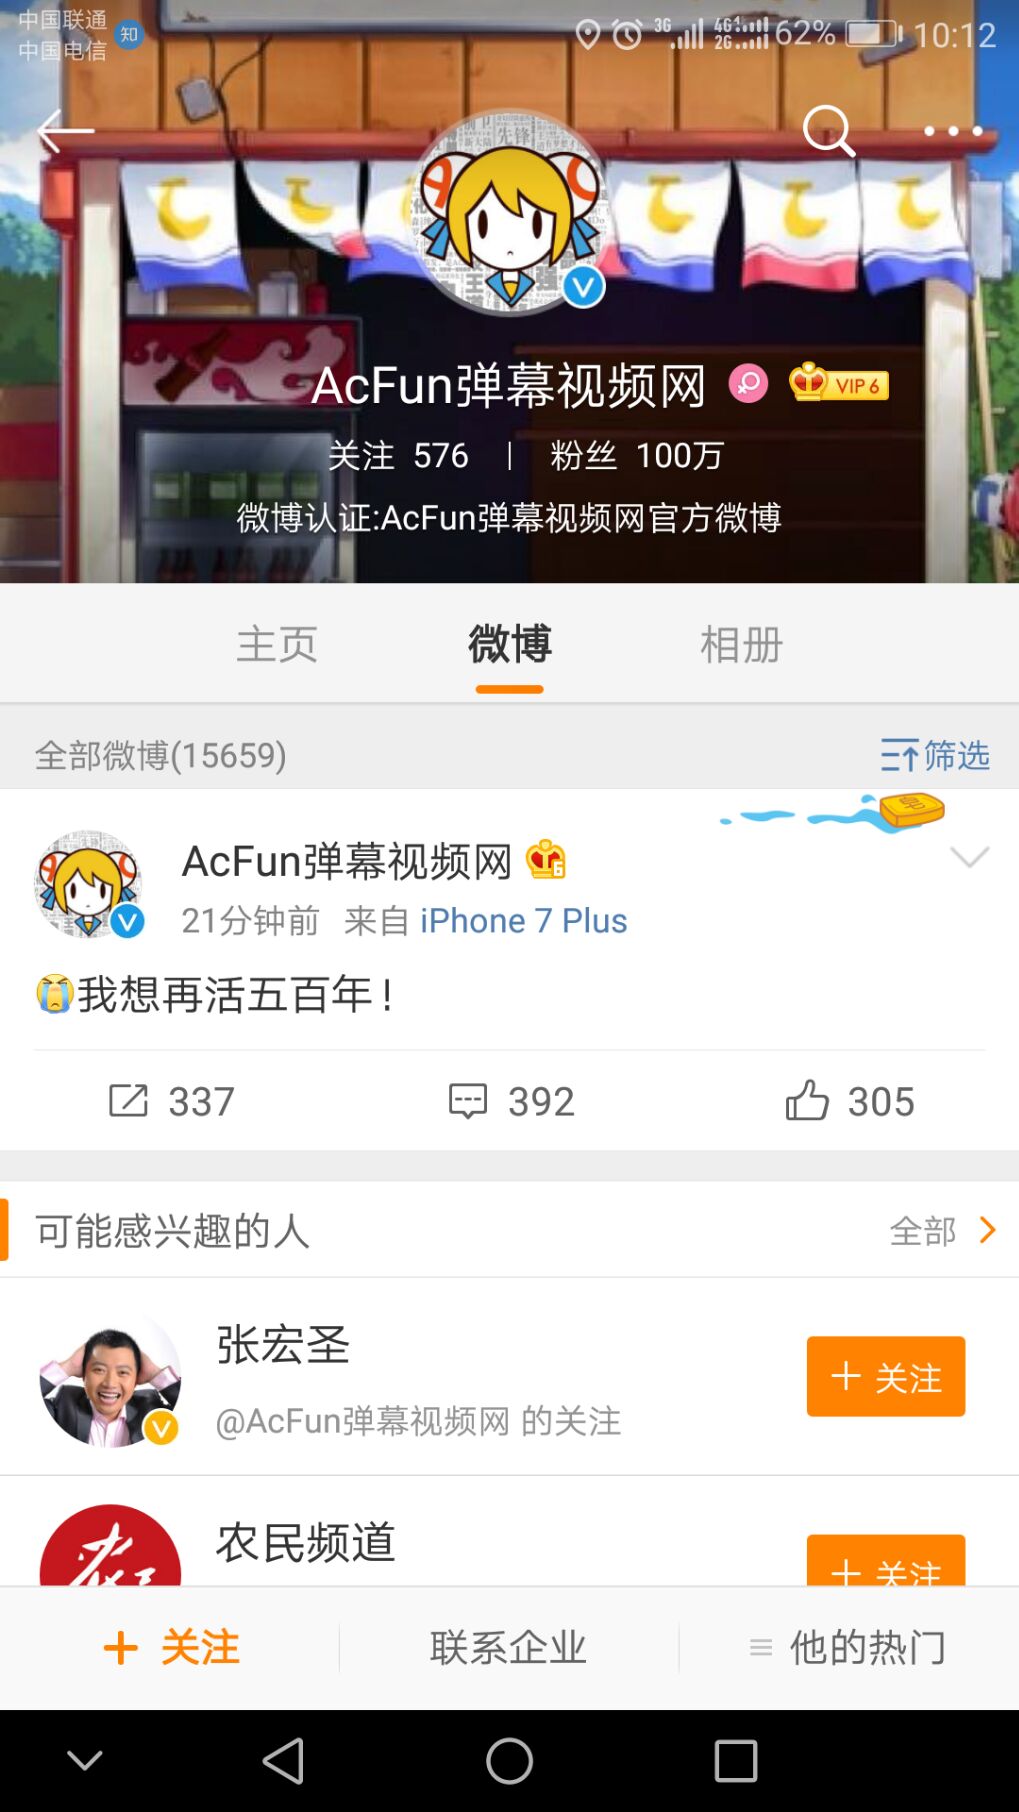 中国联通
中国电信
知
3G
4G 2G
62%
10:12
AcFun弹幕视频网
VIP 6
关注 576 | 粉丝 100万
微博认证:AcFun弹幕视频网官方微博
主页
微博
相册
全部微博(15659)
筛选
AcFun弹幕视频网
6
21分钟前 来自 iPhone 7 Plus
我想再活五百年!
337
392
305
可能感兴趣的人
全部
张宏圣
+ 关注
@AcFun弹幕视频网 的关注
农民频道
+ 关注
+ 关注
联系企业
他的热门